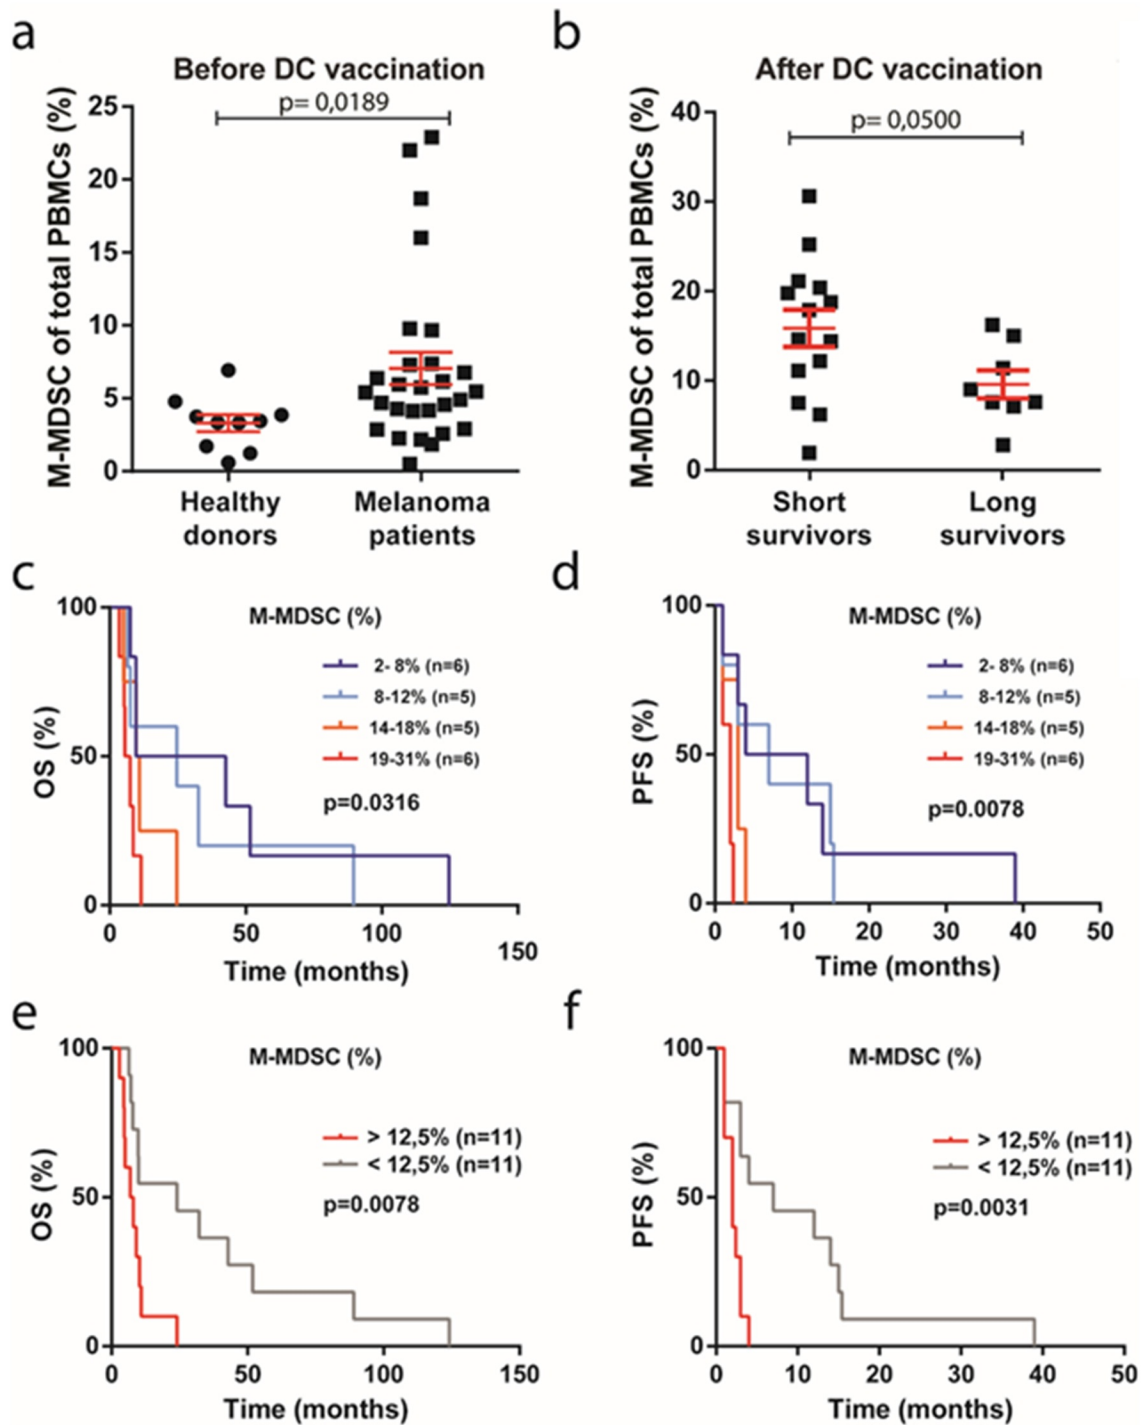 a
Before DC vaccination
p= 0,0189
M-MDSC of total PBMCs (%)
25
20
15
10
5
0
Healthy
donors
Melanoma
patients
b
After DC vaccination
p= 0,0500
M-MDSC of total PBMCs (%)
40
30
20
10
0
Short
survivors
Long
survivors
c
M-MDSC (%)
2- 8% (n=6)
8-12% (n=5)
14-18% (n=5)
19-31% (n=6)
p=0.0316
OS (%)
100
50
0
0 50 100 150
Time (months)
d
M-MDSC (%)
2- 8% (n=6)
8-12% (n=5)
14-18% (n=5)
19-31% (n=6)
p=0.0078
PFS (%)
100
50
0
0 10 20 30 40 50
Time (months)
e
M-MDSC (%)
> 12,5% (n=11)
< 12,5% (n=11)
p=0.0078
OS (%)
100
50
0
0 50 100 150
Time (months)
f
M-MDSC (%)
> 12,5% (n=11)
< 12,5% (n=11)
p=0.0031
PFS (%)
100
50
0
0 10 20 30 40 50
Time (months)